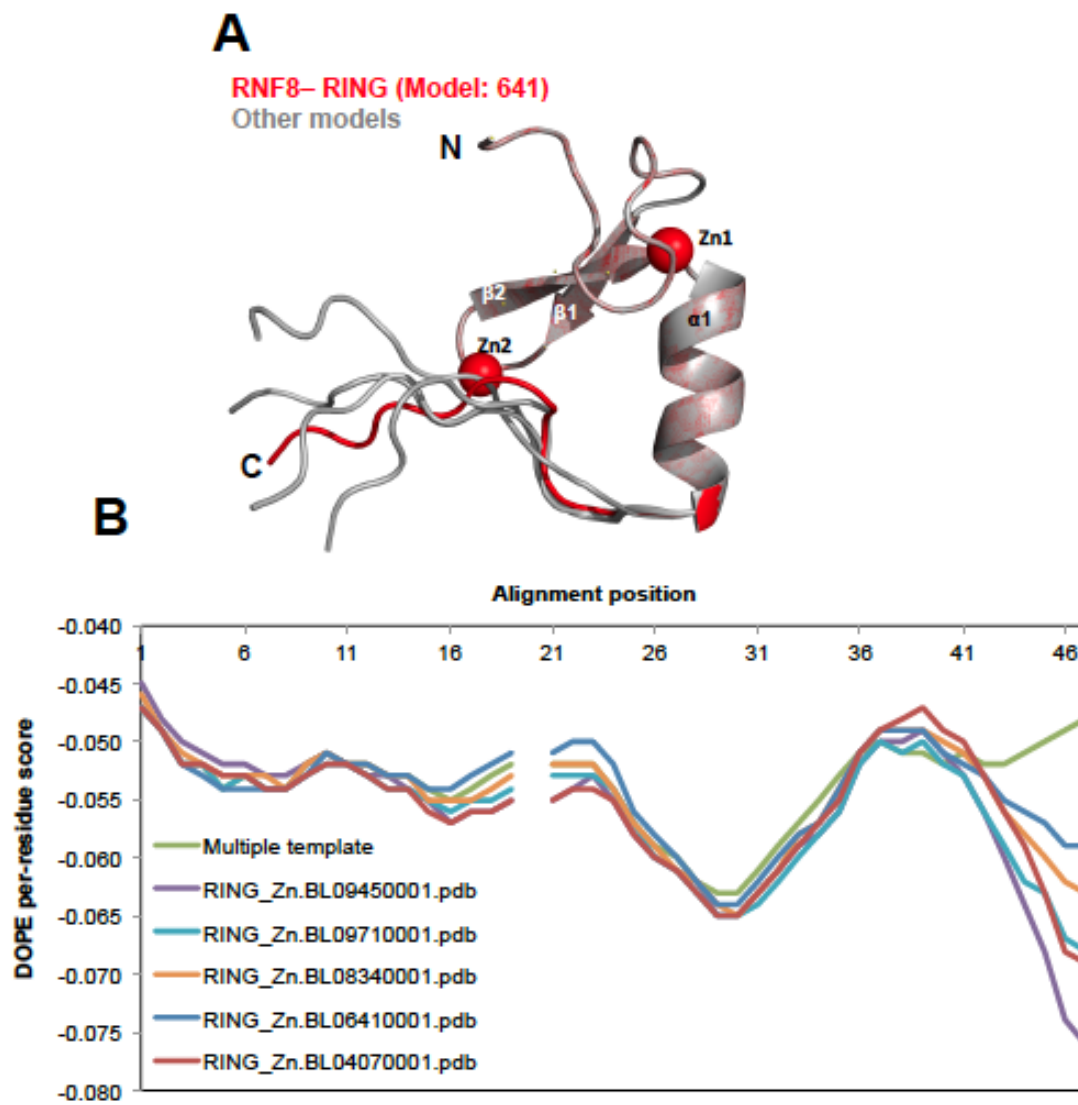 A
RNF8– RING (Model: 641)
Other models
N
Zn1
β2
β1
α1
Zn2
C
B
Alignment position
-0.040
1 6 11 16 21 26 31 36 41 46
-0.045
-0.050
-0.055
-0.060
-0.065
-0.070
-0.075
-0.080
DOPE per-residue score
Multiple template
RING_Zn.BL09450001.pdb
RING_Zn.BL09710001.pdb
RING_Zn.BL08340001.pdb
RING_Zn.BL06410001.pdb
RING_Zn.BL04070001.pdb